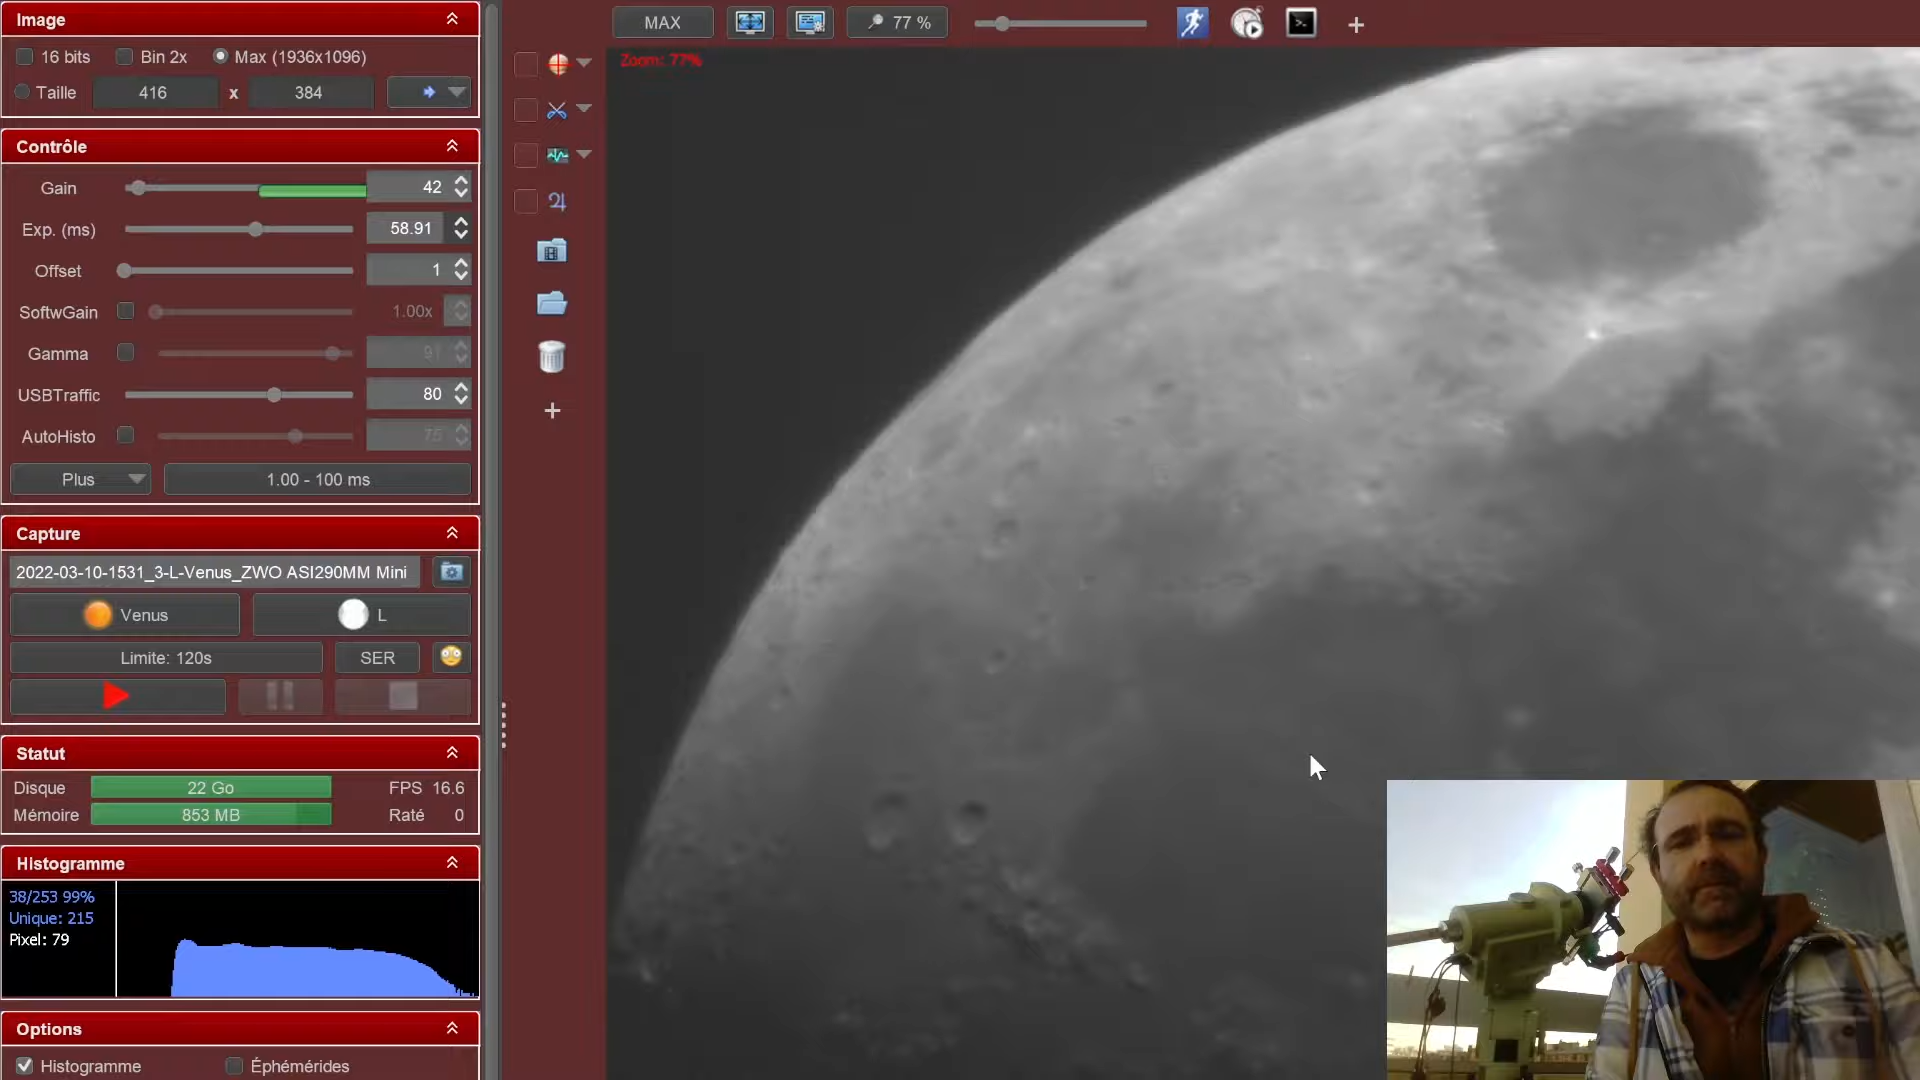 Image
16 bits Bin 2x Max (1936x1096)
Taille 416 x 384
Contrôle
Gain 42
Exp. (ms) 58.91
Offset 1
SoftwGain 1.00x
Gamma 91
USBTraffic 80
AutoHisto 75
Plus 1.00 - 100 ms
Capture
2022-03-10-1531_3-L-Venus_ZWO ASI290MM Mini
Venus L
Limite: 120s SER
Statut
Disque 22 Go FPS 16.6
Mémoire 853 MB Raté 0
Histogramme
38/253 99%
Unique: 215
Pixel: 79
Options
Histogramme Éphémérides
MAX 77 %
Zoom: 77%